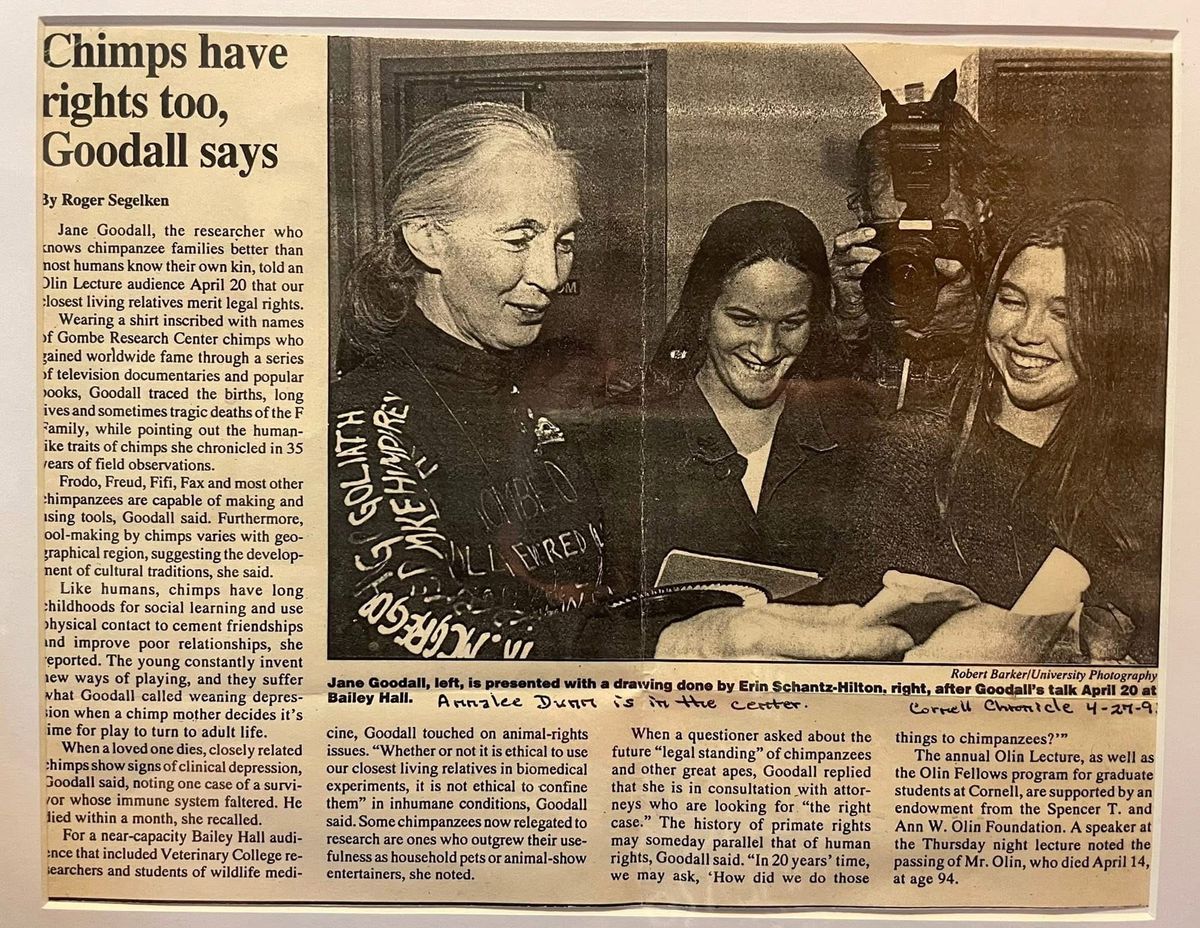 Chimps have
rights too,
Goodall says
By Roger Segelken
Jane Goodall, the researcher who
knows chimpanzee families better than
most humans know their own kin, told an
Olin Lecture audience April 20 that our
closest living relatives merit legal rights.
Wearing a shirt inscribed with names
of Gombe Research Center chimps who
gained worldwide fame through a series
of television documentaries and popular
books, Goodall traced the births, long
ives and sometimes tragic deaths of the F
Family, while pointing out the human-
ike traits of chimps she chronicled in 35
years of field observations.
Frodo, Freud, Fifi, Fax and most other
chimpanzees are capable of making and
using tools, Goodall said. Furthermore,
ool-making by chimps varies with geo-
graphical region, suggesting the develop-
ment of cultural traditions, she said.
Like humans, chimps have long
childhoods for social learning and use
physical contact to cement friendships
and improve poor relationships, she
reported. The young constantly invent
new ways of playing, and they suffer
what Goodall called weaning depres-
sion when a chimp mother decides it's
ime for play to turn to adult life.
When a loved one dies, closely related
chimps show signs of clinical depression,
Goodall said, noting one case of a survi-
vor whose immune system faltered. He
died within a month, she recalled.
For a near-capacity Bailey Hall audi-
ence that included Veterinary College re-
searchers and students of wildlife medi-
GOLIATH
OM
Robert Barker/University Photography
Jane Goodall, left, is presented with a drawing done by Erin Schantz-Hilton, right, after Goodall's talk April 20 at
Bailey Hall. Annalee Dunn is in the center. Cornell Chronicle 4-27-9
cine, Goodall touched on animal-rights
issues. "Whether or not it is ethical to use
our closest living relatives in biomedical
experiments, it is not ethical to confine
them" in inhumane conditions, Goodall
said. Some chimpanzees now relegated to
research are ones who outgrew their use-
fulness as household pets or animal-show
entertainers, she noted.
When a questioner asked about the
future "legal standing" of chimpanzees
and other great apes, Goodall replied
that she is in consultation with attor-
neys who are looking for "the right
case." The history of primate rights
may someday parallel that of human
rights, Goodall said. "In 20 years' time,
we may ask, 'How did we do those
things to chimpanzees?'"
The annual Olin Lecture, as well as
the Olin Fellows program for graduate
students at Cornell, are supported by an
endowment from the Spencer T. and
Ann W. Olin Foundation. A speaker at
the Thursday night lecture noted the
passing of Mr. Olin, who died April 14,
at age 94.